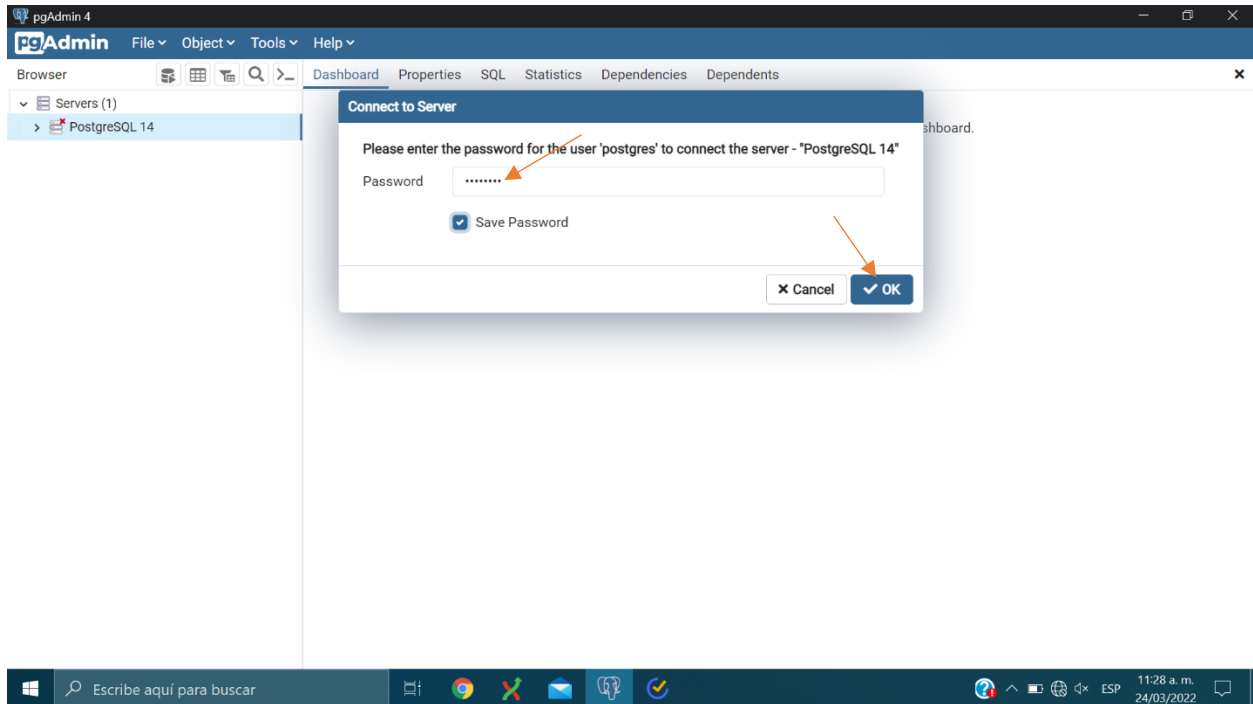 pgAdmin 4
pgAdmin File Object Tools Help
Browser
Dashboard Properties SQL Statistics Dependencies Dependents
Servers (1)
PostgreSQL 14
shboard.
Connect to Server
Please enter the password for the user 'postgres' to connect the server - "PostgreSQL 14"
Password ········
Save Password
Cancel OK
Escribe aquí para buscar
ESP
11:28 a. m.
24/03/2022